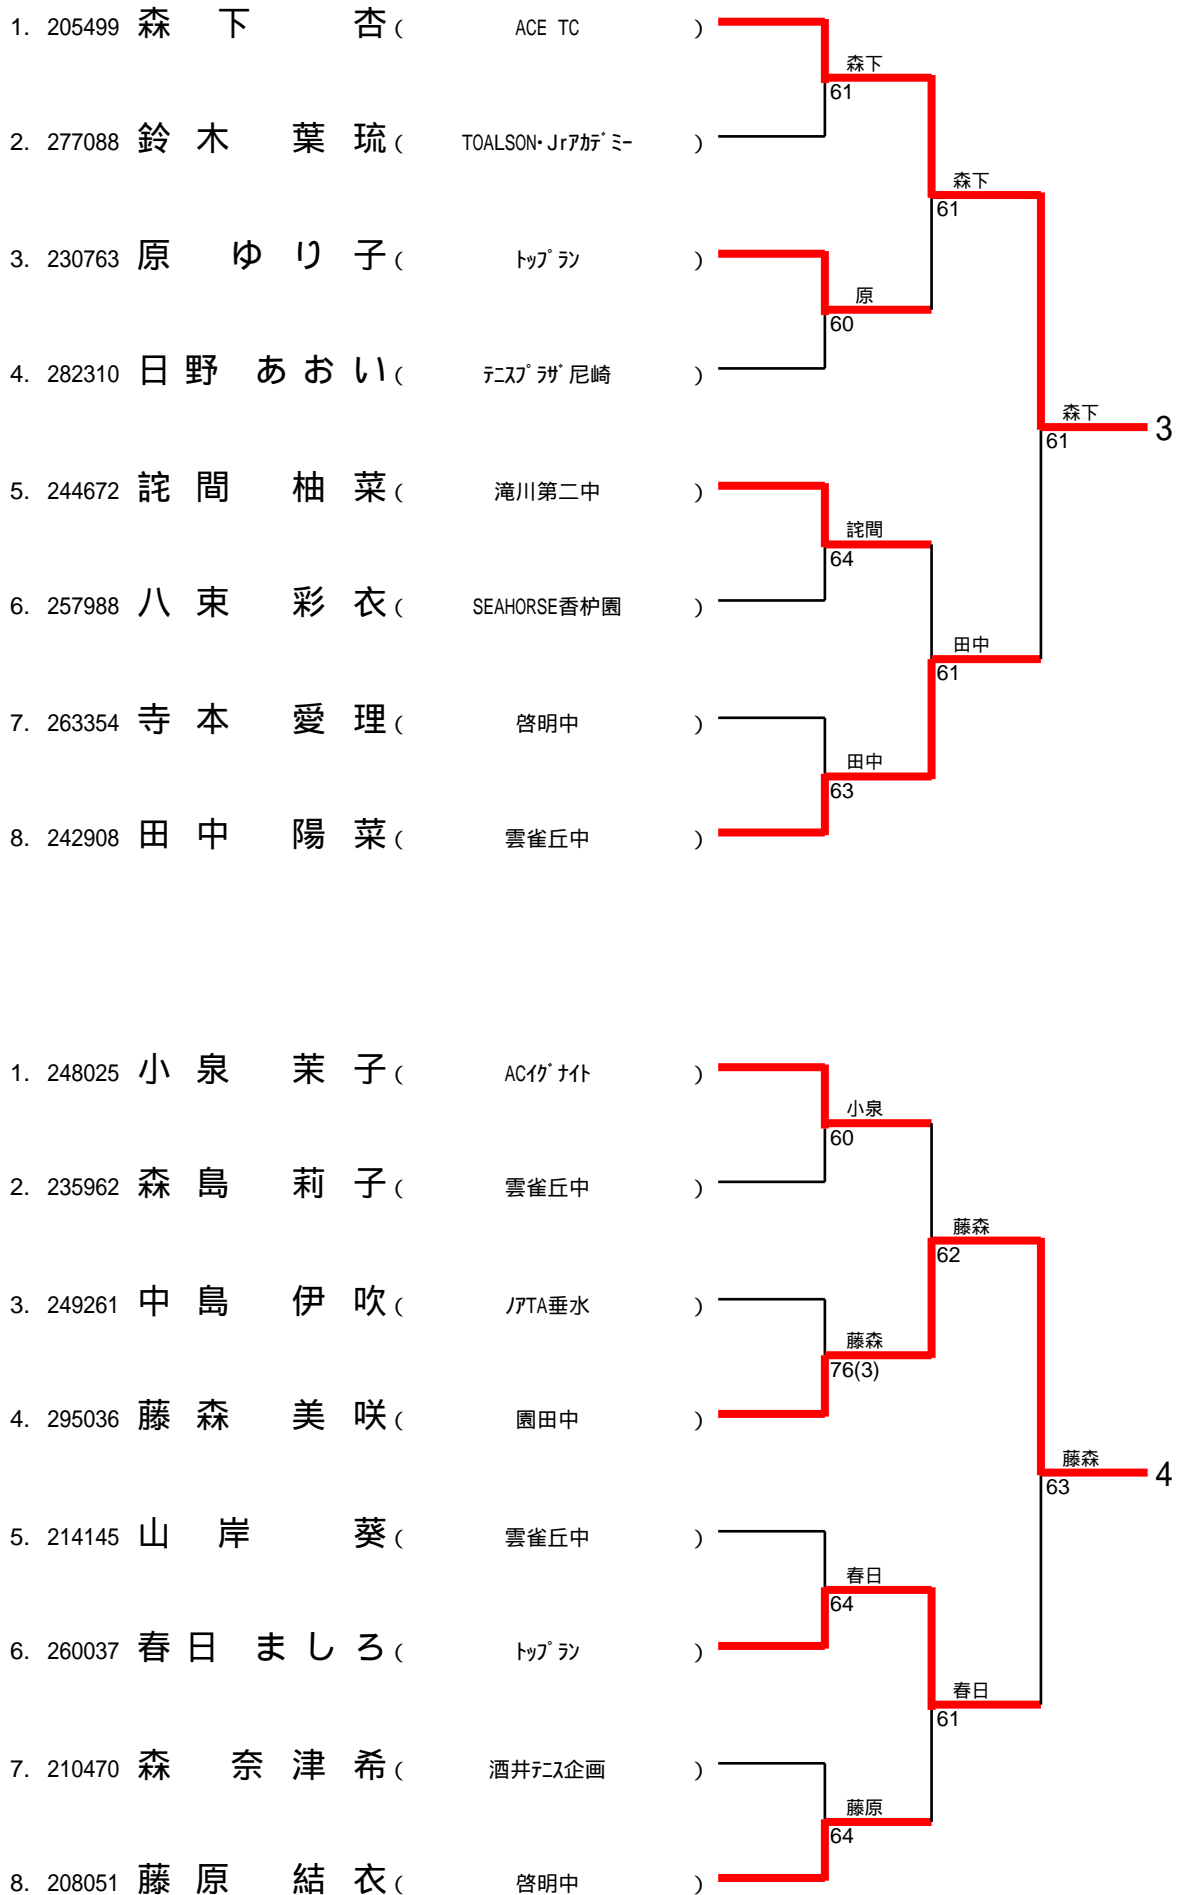 1. 205499 森 下 杏 ( ACE TC )
森下
61
2. 277088 鈴 木 葉 琉 ( TOALSON・Jrｱｶﾃﾞﾐｰ )
森下
61
3. 230763 原 ゆ り 子 ( ﾄｯﾌﾟﾗﾝ )
原
60
4. 282310 日 野 あ お い ( ﾃﾆｽﾌﾟﾗｻﾞ尼崎 )
森下
61
3
5. 244672 詫 間 柚 菜 ( 滝川第二中 )
詫間
64
6. 257988 八 束 彩 衣 ( SEAHORSE香枦園 )
田中
61
7. 263354 寺 本 愛 理 ( 啓明中 )
田中
63
8. 242908 田 中 陽 菜 ( 雲雀丘中 )
1. 248025 小 泉 茉 子 ( ACｲｸﾞﾅｲﾄ )
小泉
60
2. 235962 森 島 莉 子 ( 雲雀丘中 )
藤森
62
3. 249261 中 島 伊 吹 ( ﾉｱTA垂水 )
藤森
76(3)
4. 295036 藤 森 美 咲 ( 園田中 )
藤森
63
4
5. 214145 山 岸 葵 ( 雲雀丘中 )
春日
64
6. 260037 春 日 ま し ろ ( ﾄｯﾌﾟﾗﾝ )
春日
61
7. 210470 森 奈 津 希 ( 酒井ﾃﾆｽ企画 )
藤原
64
8. 208051 藤 原 結 衣 ( 啓明中 )